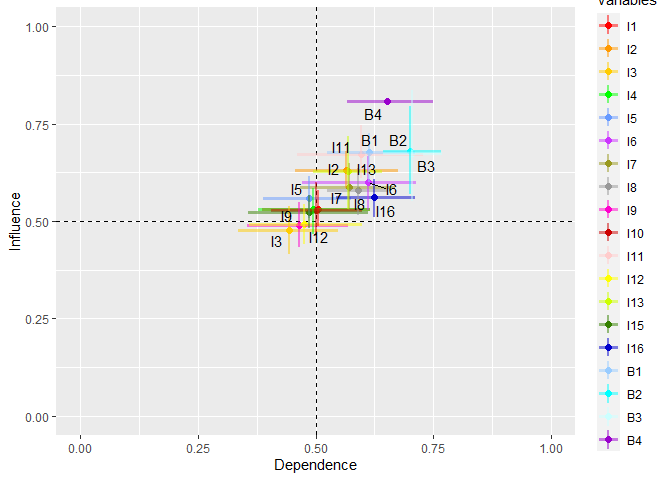 Variables
1.00
0.75
0.50
0.25
0.00
Influence
0.00
0.25
0.50
0.75
1.00
Dependence
B4
B1
B2
I11
B3
I2
I13
I5
I6
I7
I8
I16
I9
I12
I3
I1
I2
I3
I4
I5
I6
I7
I8
I9
I10
I11
I12
I13
I15
I16
B1
B2
B3
B4